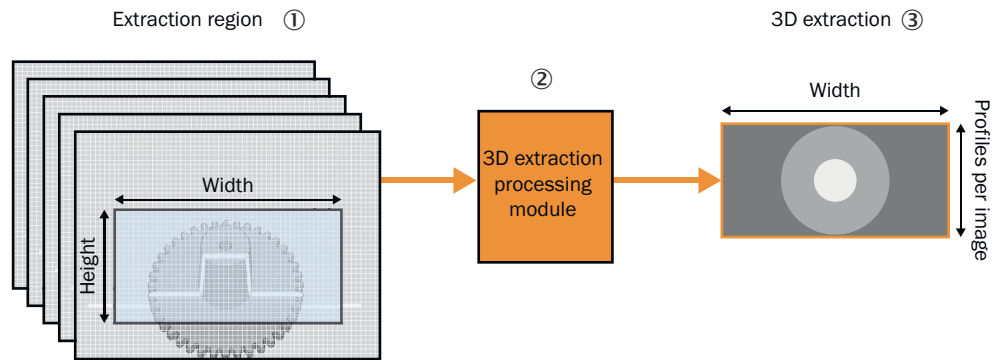 Extraction region ①
3D extraction ③
②
Width
Height
3D extraction
processing
module
Width
Profiles per image